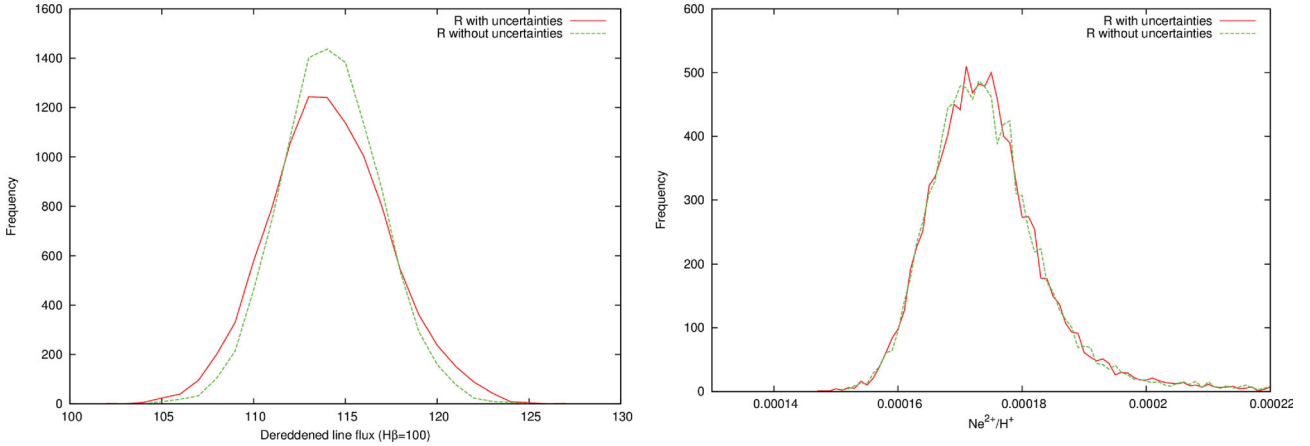 1600
1400
1200
1000
800
600
400
200
0
Frequency
R with uncertainties
R without uncertainties
100 105 110 115 120 125 130
Dereddened line flux (Hβ=100)
600
500
400
300
200
100
0
Frequency
R with uncertainties
R without uncertainties
0.00014 0.00016 0.00018 0.0002 0.00022
Ne²⁺/H⁺